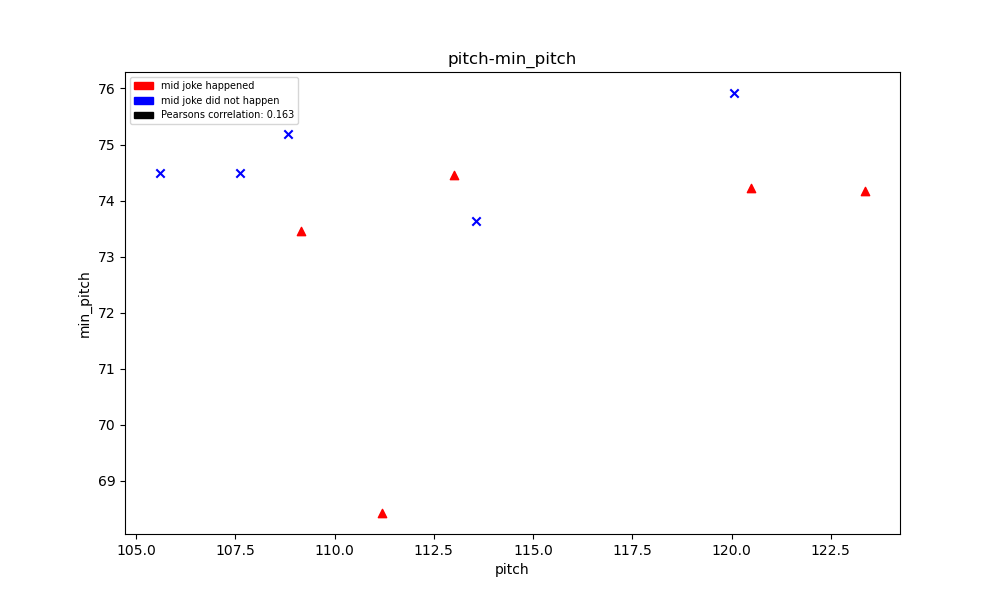 pitch-min_pitch
mid joke happened
mid joke did not happen
Pearsons correlation: 0.163
76
75
74
73
72
71
70
69
min_pitch
105.0 107.5 110.0 112.5 115.0 117.5 120.0 122.5
pitch